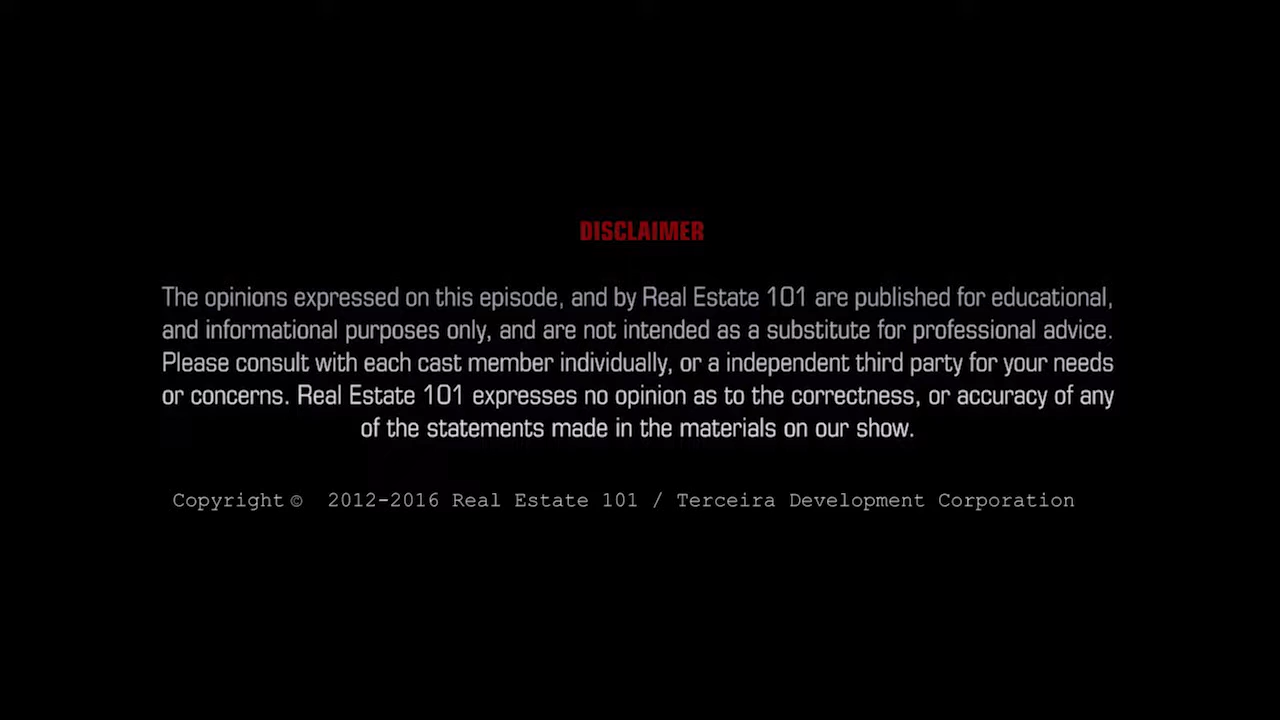 DISCLAIMER
The opinions expressed on this episode, and by Real Estate 101 are published for educational,
and informational purposes only, and are not intended as a substitute for professional advice.
Please consult with each cast member individually, or a independent third party for your needs
or concerns. Real Estate 101 expresses no opinion as to the correctness, or accuracy of any
of the statements made in the materials on our show.
Copyright © 2012-2016 Real Estate 101 / Terceira Development Corporation